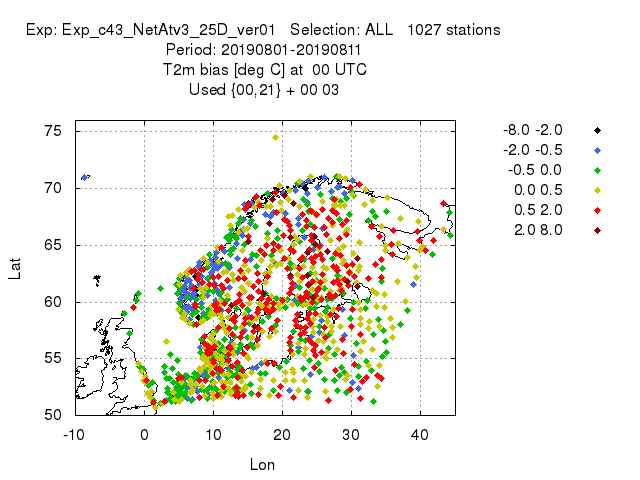 Exp: Exp_c43_NetAtv3_25D_ver01 Selection: ALL 1027 stations
Period: 20190801-20190811
T2m bias [deg C] at 00 UTC
Used {00,21} + 00 03
-8.0 -2.0
-2.0 -0.5
-0.5 0.0
0.0 0.5
0.5 2.0
2.0 8.0
75
70
65
60
55
50
Lat
-10 0 10 20 30 40
Lon